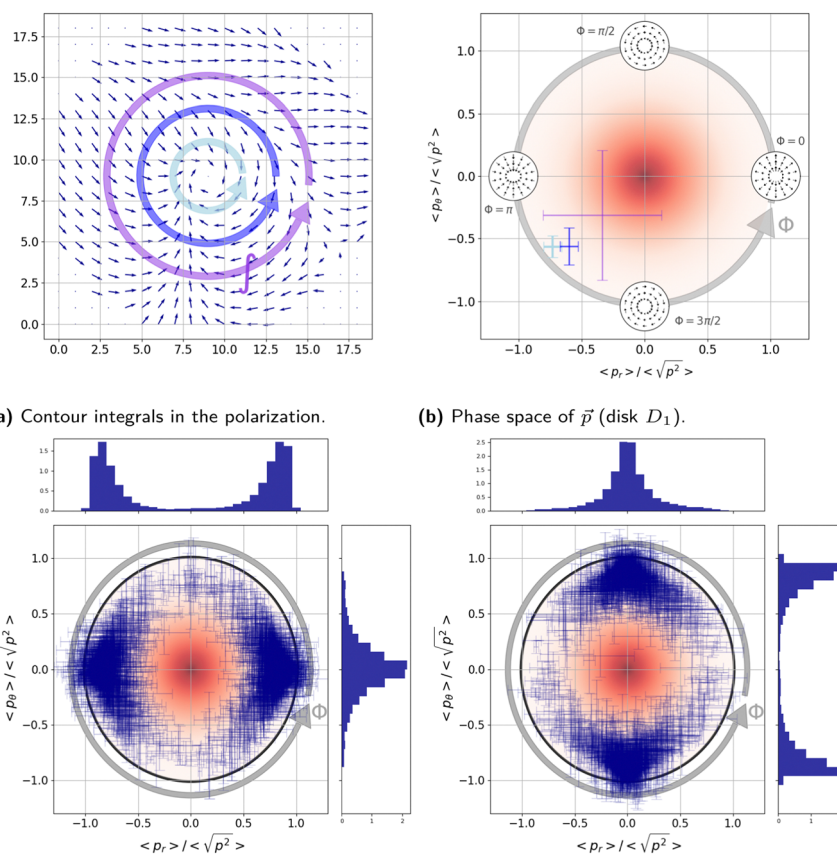 17.5
15.0
12.5
10.0
7.5
5.0
2.5
0.0
0.0 2.5 5.0 7.5 10.0 12.5 15.0 17.5
∫
1.0
0.5
0.0
−0.5
−1.0
−1.0 −0.5 0.0 0.5 1.0
< p_θ > / < √p² >
< p_r > / < √p² >
Φ = π/2
Φ = 0
Φ = π
Φ = 3π/2
Φ
a) Contour integrals in the polarization.
(b) Phase space of p⃗ (disk D₁).
1.5
1.0
0.5
0.0
1.0
0.5
0.0
−0.5
−1.0
−1.0 −0.5 0.0 0.5 1.0
< p_θ > / < √p² >
< p_r > / < √p² >
Φ
0 1 2
2.5
2.0
1.5
1.0
0.5
0.0
1.0
0.5
0.0
−0.5
−1.0
−1.0 −0.5 0.0 0.5 1.0
< p_θ > / < √p² >
< p_r > / < √p² >
Φ
0 1